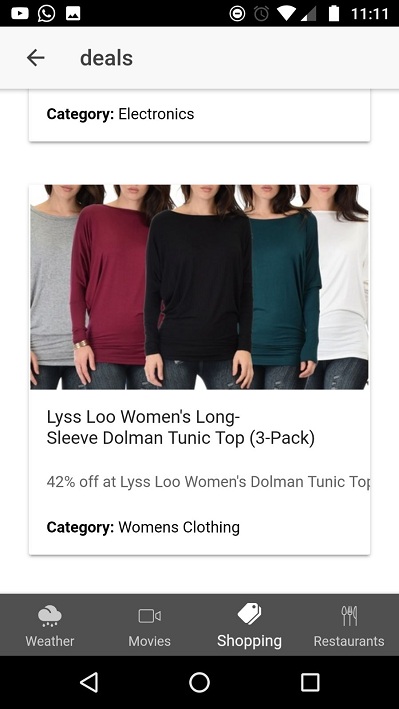 11:11
deals
Category: Electronics
Lyss Loo Women's Long-
Sleeve Dolman Tunic Top (3-Pack)
42% off at Lyss Loo Women's Dolman Tunic Top
Category: Womens Clothing
Weather Movies Shopping Restaurants